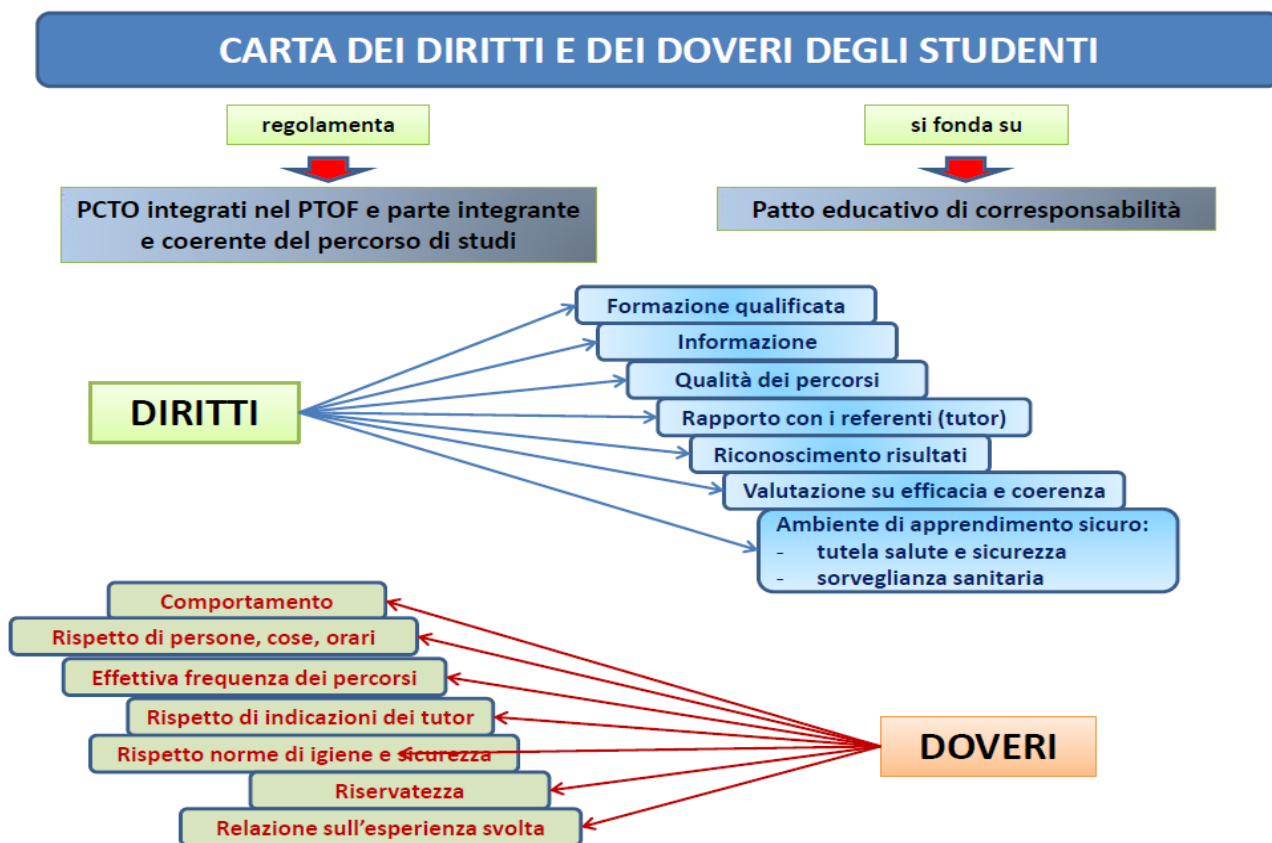 CARTA DEI DIRITTI E DEI DOVERI DEGLI STUDENTI
regolamenta
si fonda su
PCTO integrati nel PTOF e parte integrante
e coerente del percorso di studi
Patto educativo di corresponsabilità
Formazione qualificata
Informazione
Qualità dei percorsi
DIRITTI
Rapporto con i referenti (tutor)
Riconoscimento risultati
Valutazione su efficacia e coerenza
Ambiente di apprendimento sicuro:
- tutela salute e sicurezza
- sorveglianza sanitaria
Comportamento
Rispetto di persone, cose, orari
Effettiva frequenza dei percorsi
Rispetto di indicazioni dei tutor
Rispetto norme di igiene e sicurezza
DOVERI
Riservatezza
Relazione sull'esperienza svolta